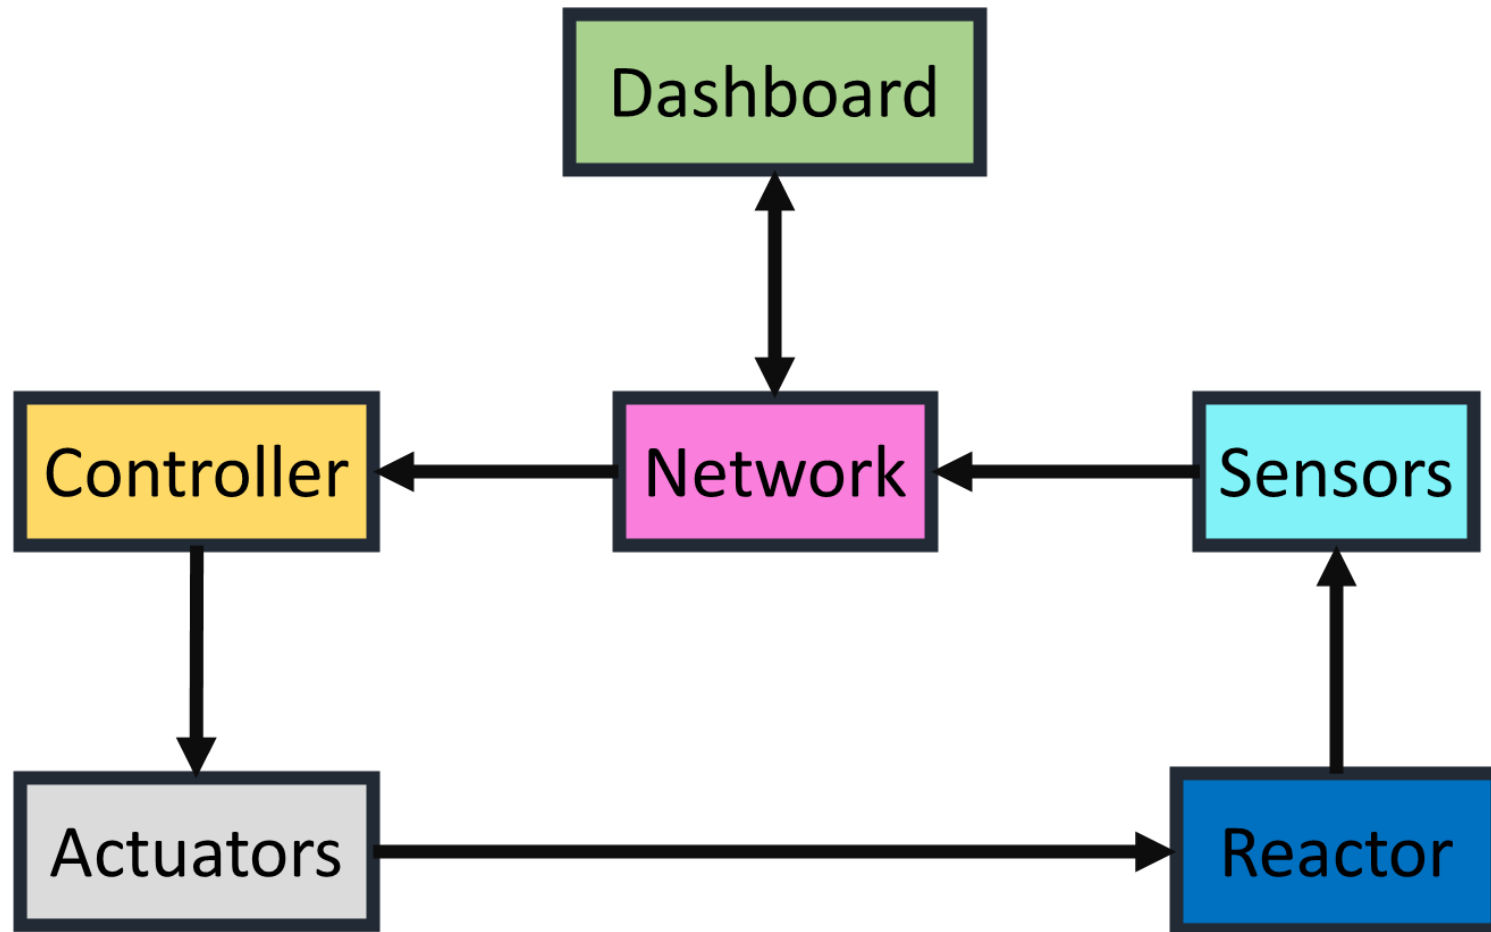 Dashboard
Controller
Network
Sensors
Actuators
Reactor